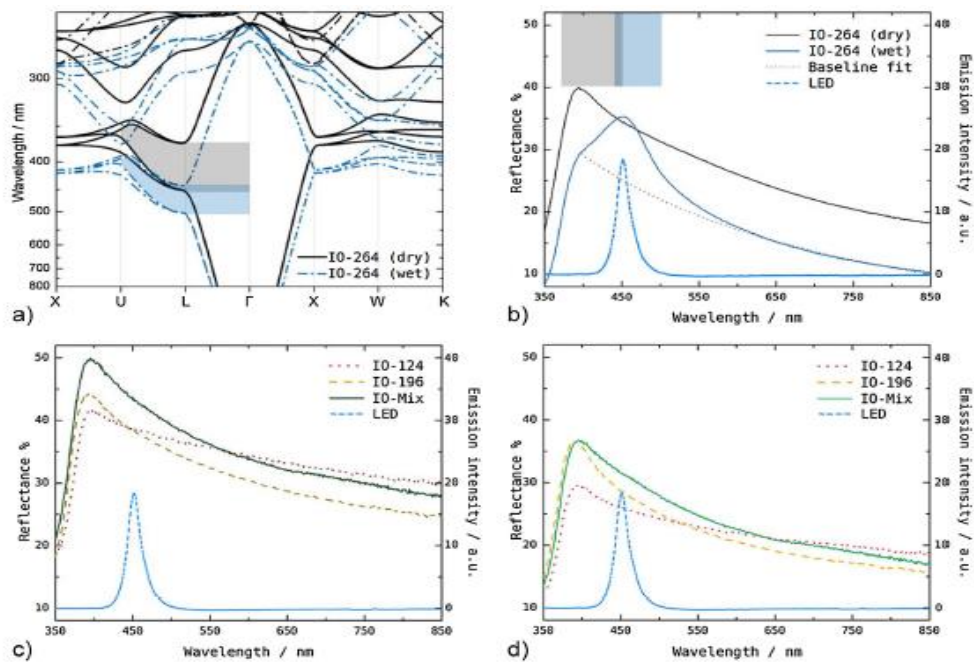 300
400
500
600
700
800
Wavelength / nm
IO-264 (dry)
IO-264 (wet)
X U L Γ X W K
a)
50
40
30
20
10
Reflectance %
40
30
20
10
0
Emission intensity / a.u.
IO-264 (dry)
IO-264 (wet)
Baseline fit
LED
350 450 550 650 750 850
Wavelength / nm
b)
50
40
30
20
10
Reflectance %
40
30
20
10
0
Emission intensity / a.u.
IO-124
IO-196
IO-Mix
LED
350 450 550 650 750 850
Wavelength / nm
c)
50
40
30
20
10
Reflectance %
40
30
20
10
0
Emission intensity / a.u.
IO-124
IO-196
IO-Mix
LED
350 450 550 650 750 850
Wavelength / nm
d)